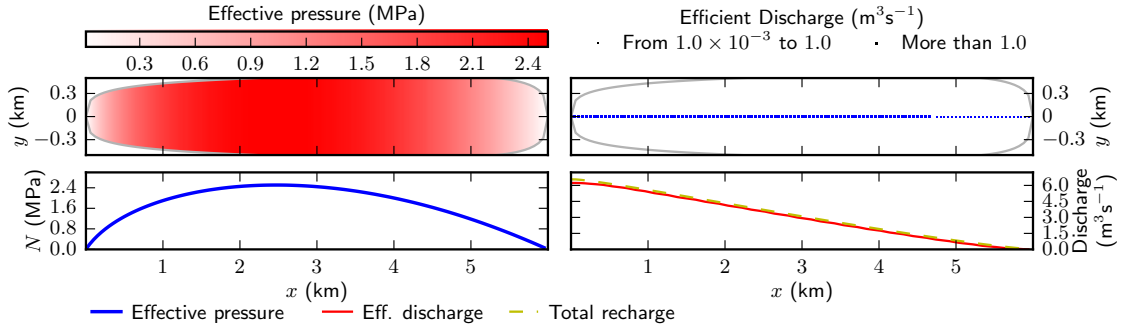 Effective pressure (MPa)
0.3 0.6 0.9 1.2 1.5 1.8 2.1 2.4
Efficient Discharge (m³s⁻¹)
From 1.0 × 10⁻³ to 1.0 More than 1.0
y (km)
0.3
0
−0.3
0.3
0
−0.3
y (km)
N (MPa)
2.4
1.6
0.8
0.0
1 2 3 4 5
x (km)
6.0
4.5
3.0
1.5
0.0
Discharge
(m³s⁻¹)
1 2 3 4 5
x (km)
Effective pressure Eff. discharge Total recharge